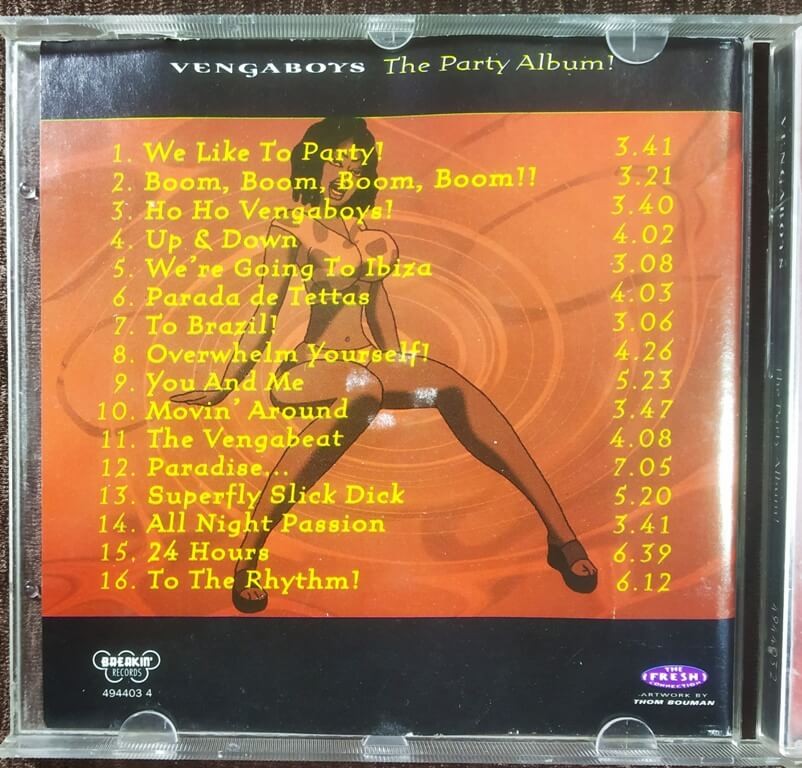 VENGABOYS The Party Album!
1. We Like To Party! 3.41
2. Boom, Boom, Boom, Boom!! 3.21
3. Ho Ho Vengaboys! 3.40
4. Up & Down 4.02
5. We're Going To Ibiza 3.08
6. Parada de Tettas 4.03
7. To Brazil! 3.06
8. Overwhelm Yourself! 4.26
9. You And Me 5.23
10. Movin' Around 3.47
11. The Vengabeat 4.08
12. Paradise... 7.05
13. Superfly Slick Dick 5.20
14. All Night Passion 3.41
15. 24 Hours 6.39
16. To The Rhythm! 6.12
BREAKIN'
RECORDS
494403 4
THE
FRESH
CONNECTION
ARTWORK BY
THOM BOUMAN
VENGABOYS
The Party Album!